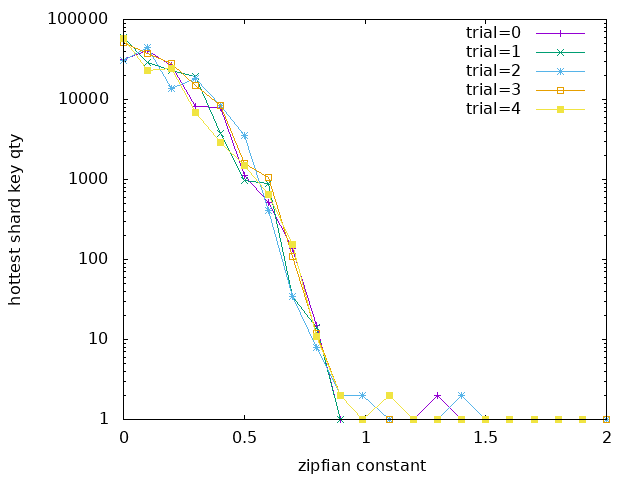 100000
10000
1000
100
10
1
hottest shard key qty
trial=0
trial=1
trial=2
trial=3
trial=4
0 0.5 1 1.5 2
zipfian constant